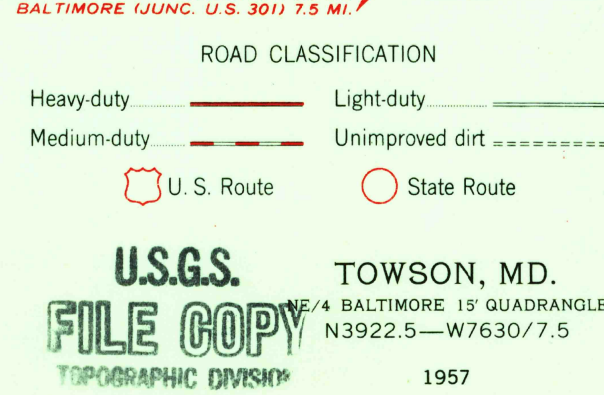 BALTIMORE (JUNC. U.S. 301) 7.5 MI.
ROAD CLASSIFICATION
Heavy-duty Light-duty
Medium-duty Unimproved dirt
U. S. Route State Route
U.S.G.S.
FILE COPY
TOPOGRAPHIC DIVISION
TOWSON, MD.
NE/4 BALTIMORE 15' QUADRANGLE
N3922.5—W7630/7.5
1957